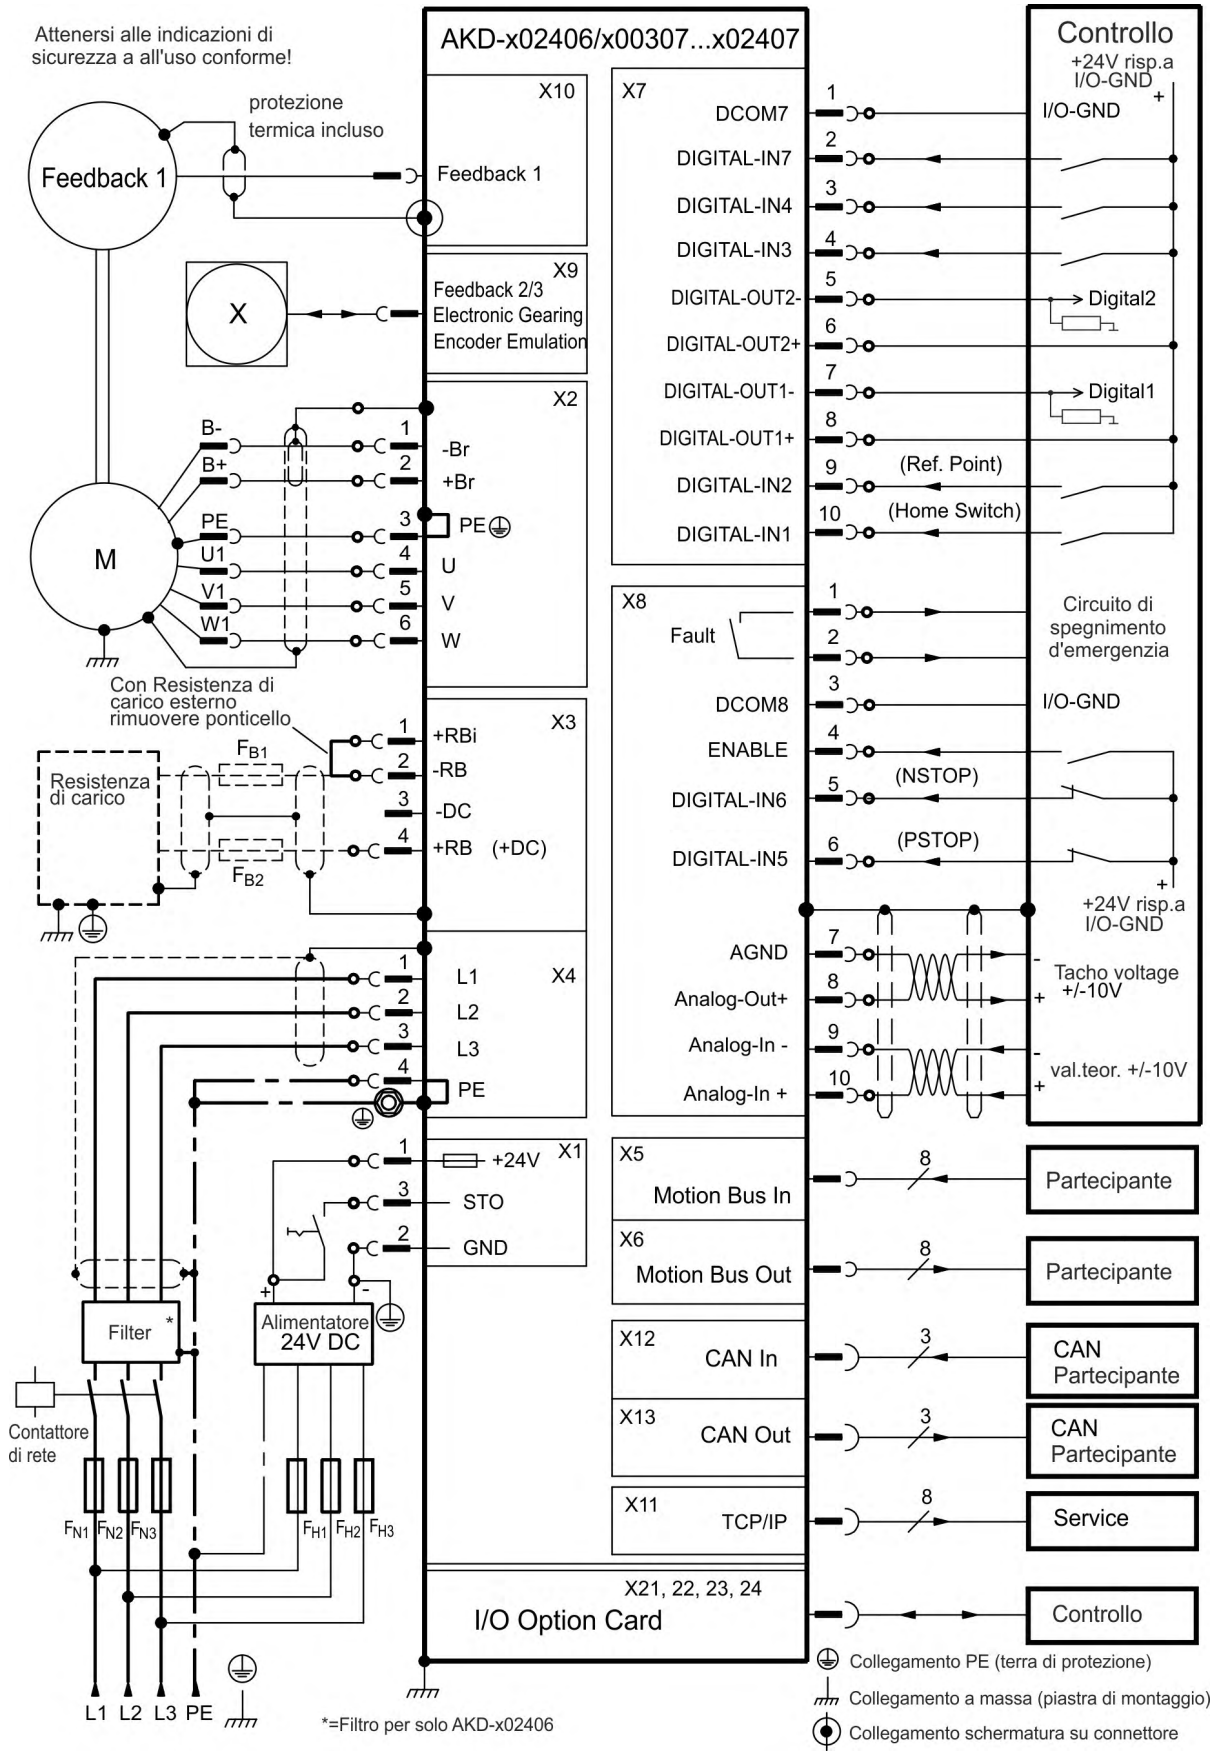 Attenersi alle indicazioni di
sicurezza a all'uso conforme!
protezione
termica incluso
Feedback 1
X
B-
B+
PE
U1
V1
W1
M
Con Resistenza di
carico esterno
rimuovere ponticello
FB1
Resistenza
di carico
FB2
AKD-x02406/x00307...x02407
X10
Feedback 1
X9
Feedback 2/3
Electronic Gearing
Encoder Emulation
X2
1
-Br
2
+Br
3
PE
4
U
5
V
6
W
X3
1
+RBi
2
-RB
3
-DC
4
+RB (+DC)
X4
1
L1
2
L2
3
L3
4
PE
X1
1
+24V
3
STO
2
GND
+
-
Filter *
Alimentatore
24V DC
Contattore
di rete
FN1
FN2
FN3
FH1
FH2
FH3
L1 L2 L3 PE
*=Filtro per solo AKD-x02406
X7
DCOM7
1
DIGITAL-IN7
2
DIGITAL-IN4
3
DIGITAL-IN3
4
DIGITAL-OUT2-
5
DIGITAL-OUT2+
6
DIGITAL-OUT1-
7
DIGITAL-OUT1+
8
DIGITAL-IN2
9
(Ref. Point)
DIGITAL-IN1
10
(Home Switch)
X8
Fault
1
2
DCOM8
3
ENABLE
4
DIGITAL-IN6
5
(NSTOP)
DIGITAL-IN5
6
(PSTOP)
AGND
7
Analog-Out+
8
Analog-In -
9
Analog-In +
10
Controllo
+24V risp.a
I/O-GND
+
I/O-GND
Digital2
Digital1
Circuito di
spegnimento
d'emergenzia
I/O-GND
+
+24V risp.a
I/O-GND
-
Tacho voltage
+/-10V
+
-
val.teor. +/-10V
+
X5
Motion Bus In
8
Partecipante
X6
Motion Bus Out
8
Partecipante
X12
CAN In
3
CAN
Partecipante
X13
CAN Out
3
CAN
Partecipante
X11
TCP/IP
8
Service
X21, 22, 23, 24
I/O Option Card
Controllo
Collegamento PE (terra di protezione)
Collegamento a massa (piastra di montaggio)
Collegamento schermatura su connettore